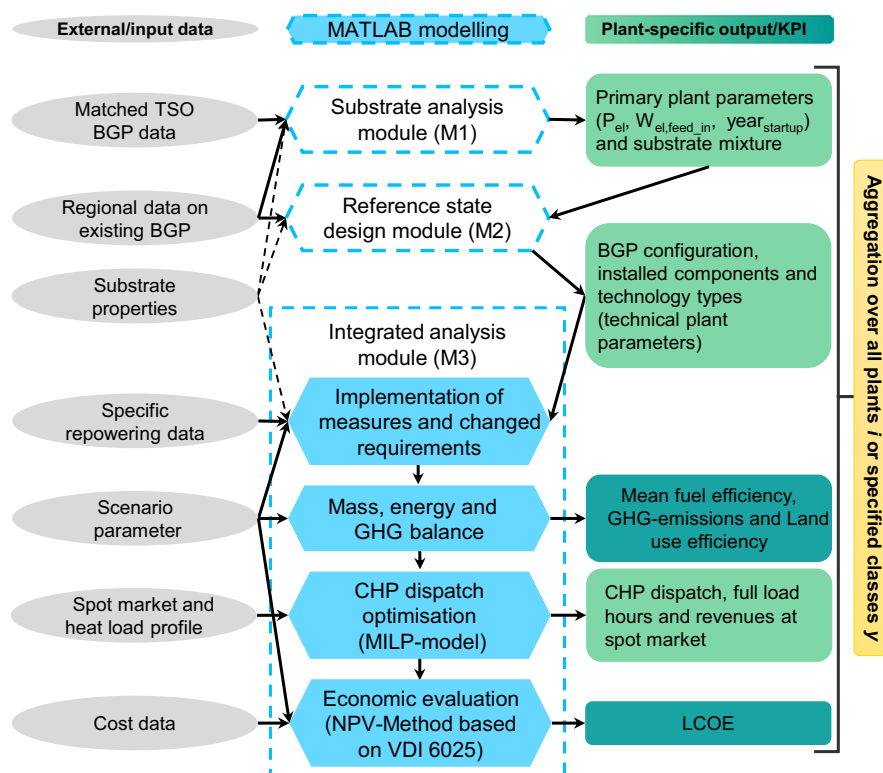 External/input data
MATLAB modelling
Plant-specific output/KPI
Matched TSO
BGP data
Substrate analysis
module (M1)
Primary plant parameters
(P_el, W_el,feed_in, year_startup)
and substrate mixture
Regional data on
existing BGP
Reference state
design module (M2)
BGP configuration,
installed components and
technology types
(technical plant
parameters)
Substrate
properties
Integrated analysis
module (M3)
Specific
repowering data
Implementation of
measures and changed
requirements
Scenario
parameter
Mass, energy and
GHG balance
Mean fuel efficiency,
GHG-emissions and Land
use efficiency
Spot market and
heat load profile
CHP dispatch
optimisation
(MILP-model)
CHP dispatch, full load
hours and revenues at
spot market
Cost data
Economic evaluation
(NPV-Method based
on VDI 6025)
LCOE
Aggregation over all plants i or specified classes y